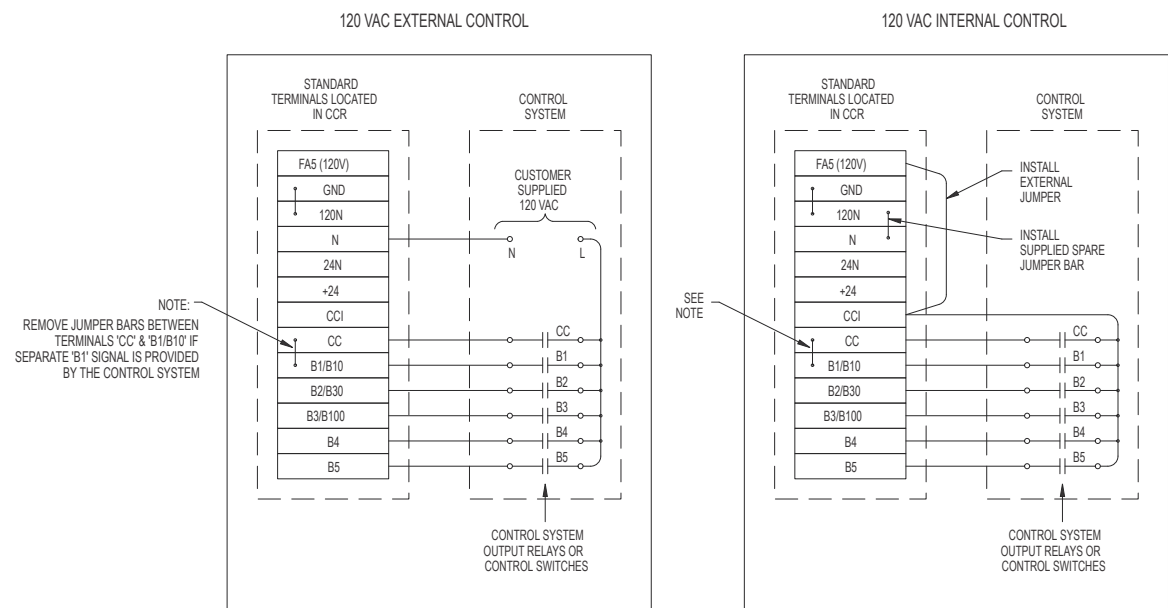 120 VAC EXTERNAL CONTROL
STANDARD
TERMINALS LOCATED
IN CCR
CONTROL
SYSTEM
FA5 (120V)
GND
120N
N
24N
+24
CCI
CC
B1/B10
B2/B30
B3/B100
B4
B5
CUSTOMER
SUPPLIED
120 VAC
N
L
CC
B1
B2
B3
B4
B5
NOTE:
REMOVE JUMPER BARS BETWEEN
TERMINALS 'CC' & 'B1/B10' IF
SEPARATE 'B1' SIGNAL IS PROVIDED
BY THE CONTROL SYSTEM
CONTROL SYSTEM
OUTPUT RELAYS OR
CONTROL SWITCHES
120 VAC INTERNAL CONTROL
STANDARD
TERMINALS LOCATED
IN CCR
CONTROL
SYSTEM
FA5 (120V)
GND
120N
N
24N
+24
CCI
CC
B1/B10
B2/B30
B3/B100
B4
B5
INSTALL
EXTERNAL
JUMPER
INSTALL
SUPPLIED SPARE
JUMPER BAR
SEE
NOTE
CC
B1
B2
B3
B4
B5
CONTROL SYSTEM
OUTPUT RELAYS OR
CONTROL SWITCHES